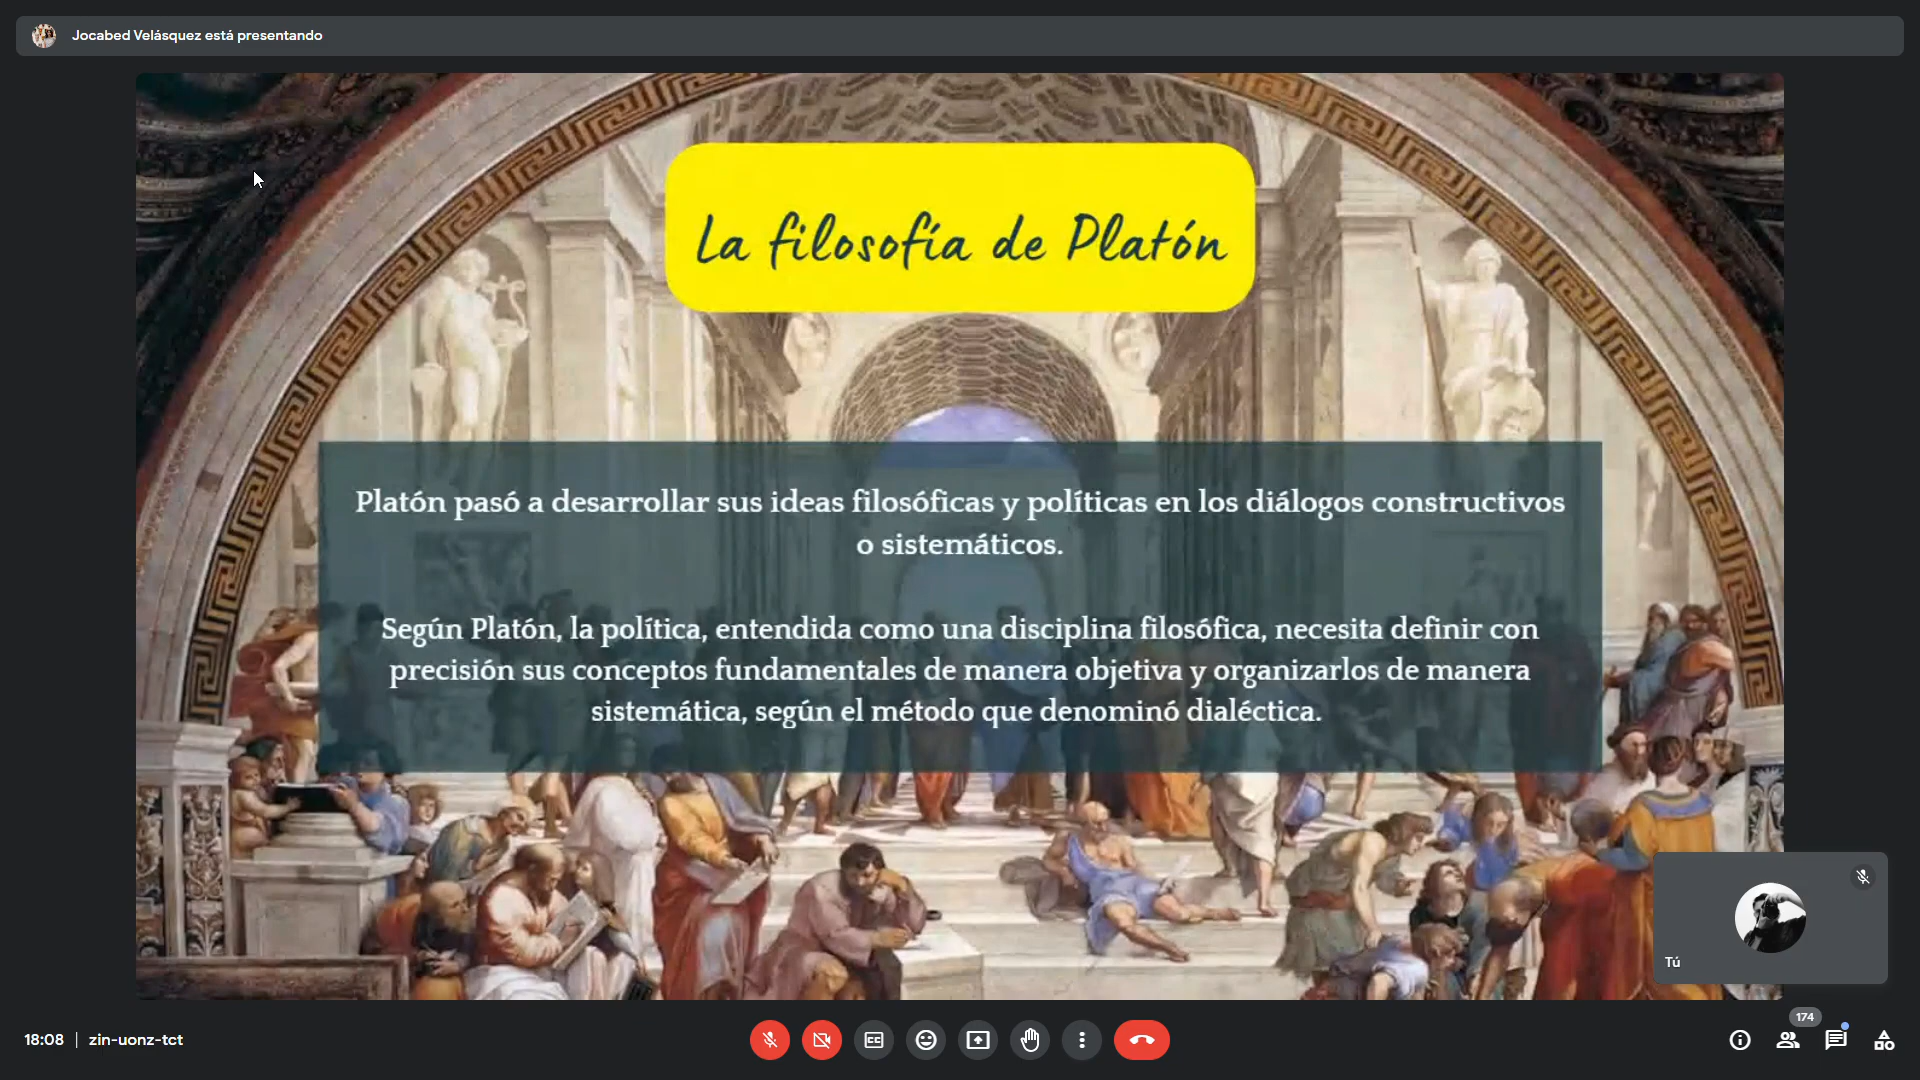 Jocabed Velásquez está presentando
La filosofía de Platón
Platón pasó a desarrollar sus ideas filosóficas y políticas en los diálogos constructivos
o sistemáticos.
Según Platón, la política, entendida como una disciplina filosófica, necesita definir con
precisión sus conceptos fundamentales de manera objetiva y organizarlos de manera
sistemática, según el método que denominó dialéctica.
Tú
18:08 | zin-uonz-tct
174